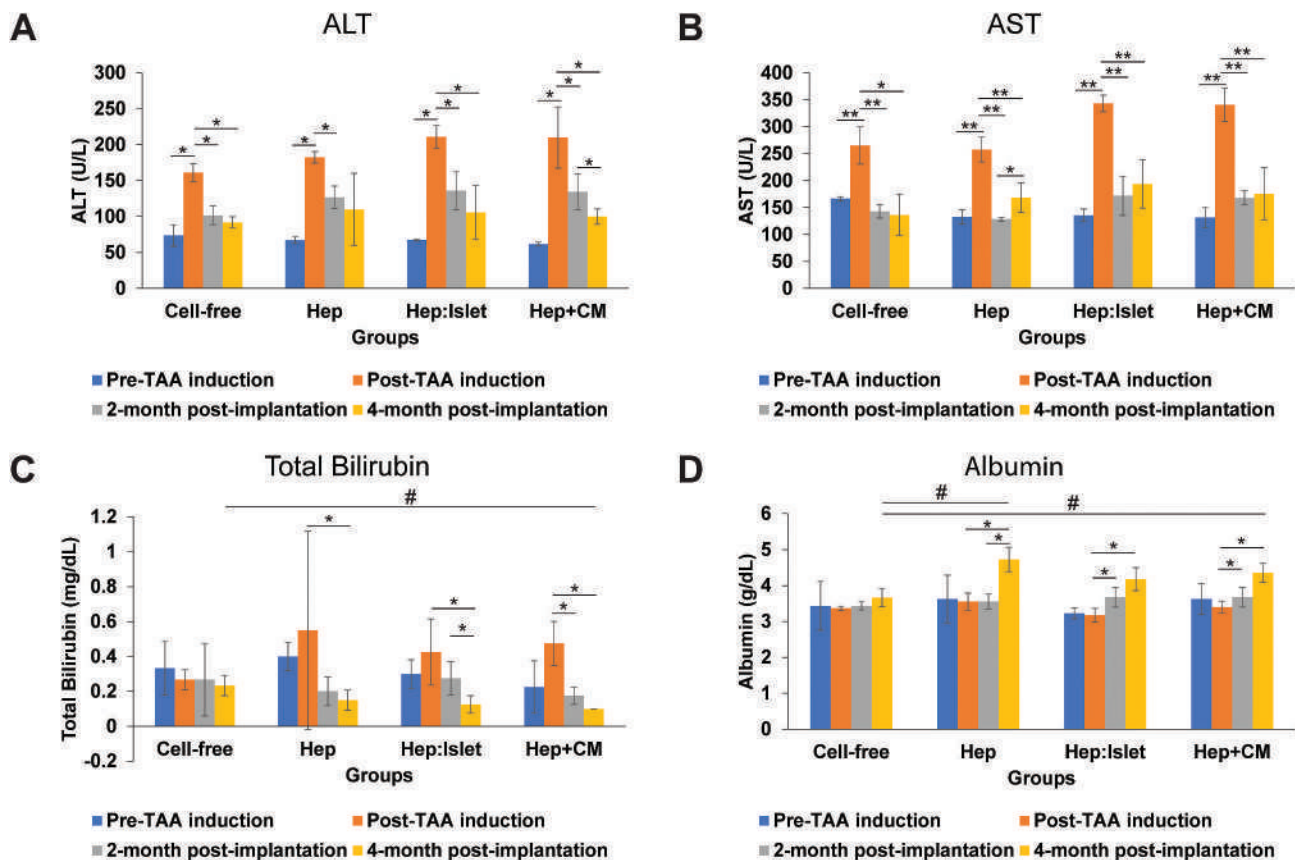 A
ALT
ALT (U/L)
300
250
200
150
100
50
0
* * *
* *
* * *
* * * *
Cell-free Hep Hep:Islet Hep+CM
Groups
Pre-TAA induction Post-TAA induction
2-month post-implantation 4-month post-implantation
B
AST
AST (U/L)
400
350
300
250
200
150
100
50
0
** ** *
** ** ** *
** ** **
** ** **
Cell-free Hep Hep:Islet Hep+CM
Groups
Pre-TAA induction Post-TAA induction
2-month post-implantation 4-month post-implantation
C
Total Bilirubin
Total Bilirubin (mg/dL)
1.2
1
0.8
0.6
0.4
0.2
0
-0.2
#
*
* *
* *
Cell-free Hep Hep:Islet Hep+CM
Groups
Pre-TAA induction Post-TAA induction
2-month post-implantation 4-month post-implantation
D
Albumin
Albumin (g/dL)
6
5
4
3
2
1
0
#
#
* *
* *
* *
Cell-free Hep Hep:Islet Hep+CM
Groups
Pre-TAA induction Post-TAA induction
2-month post-implantation 4-month post-implantation